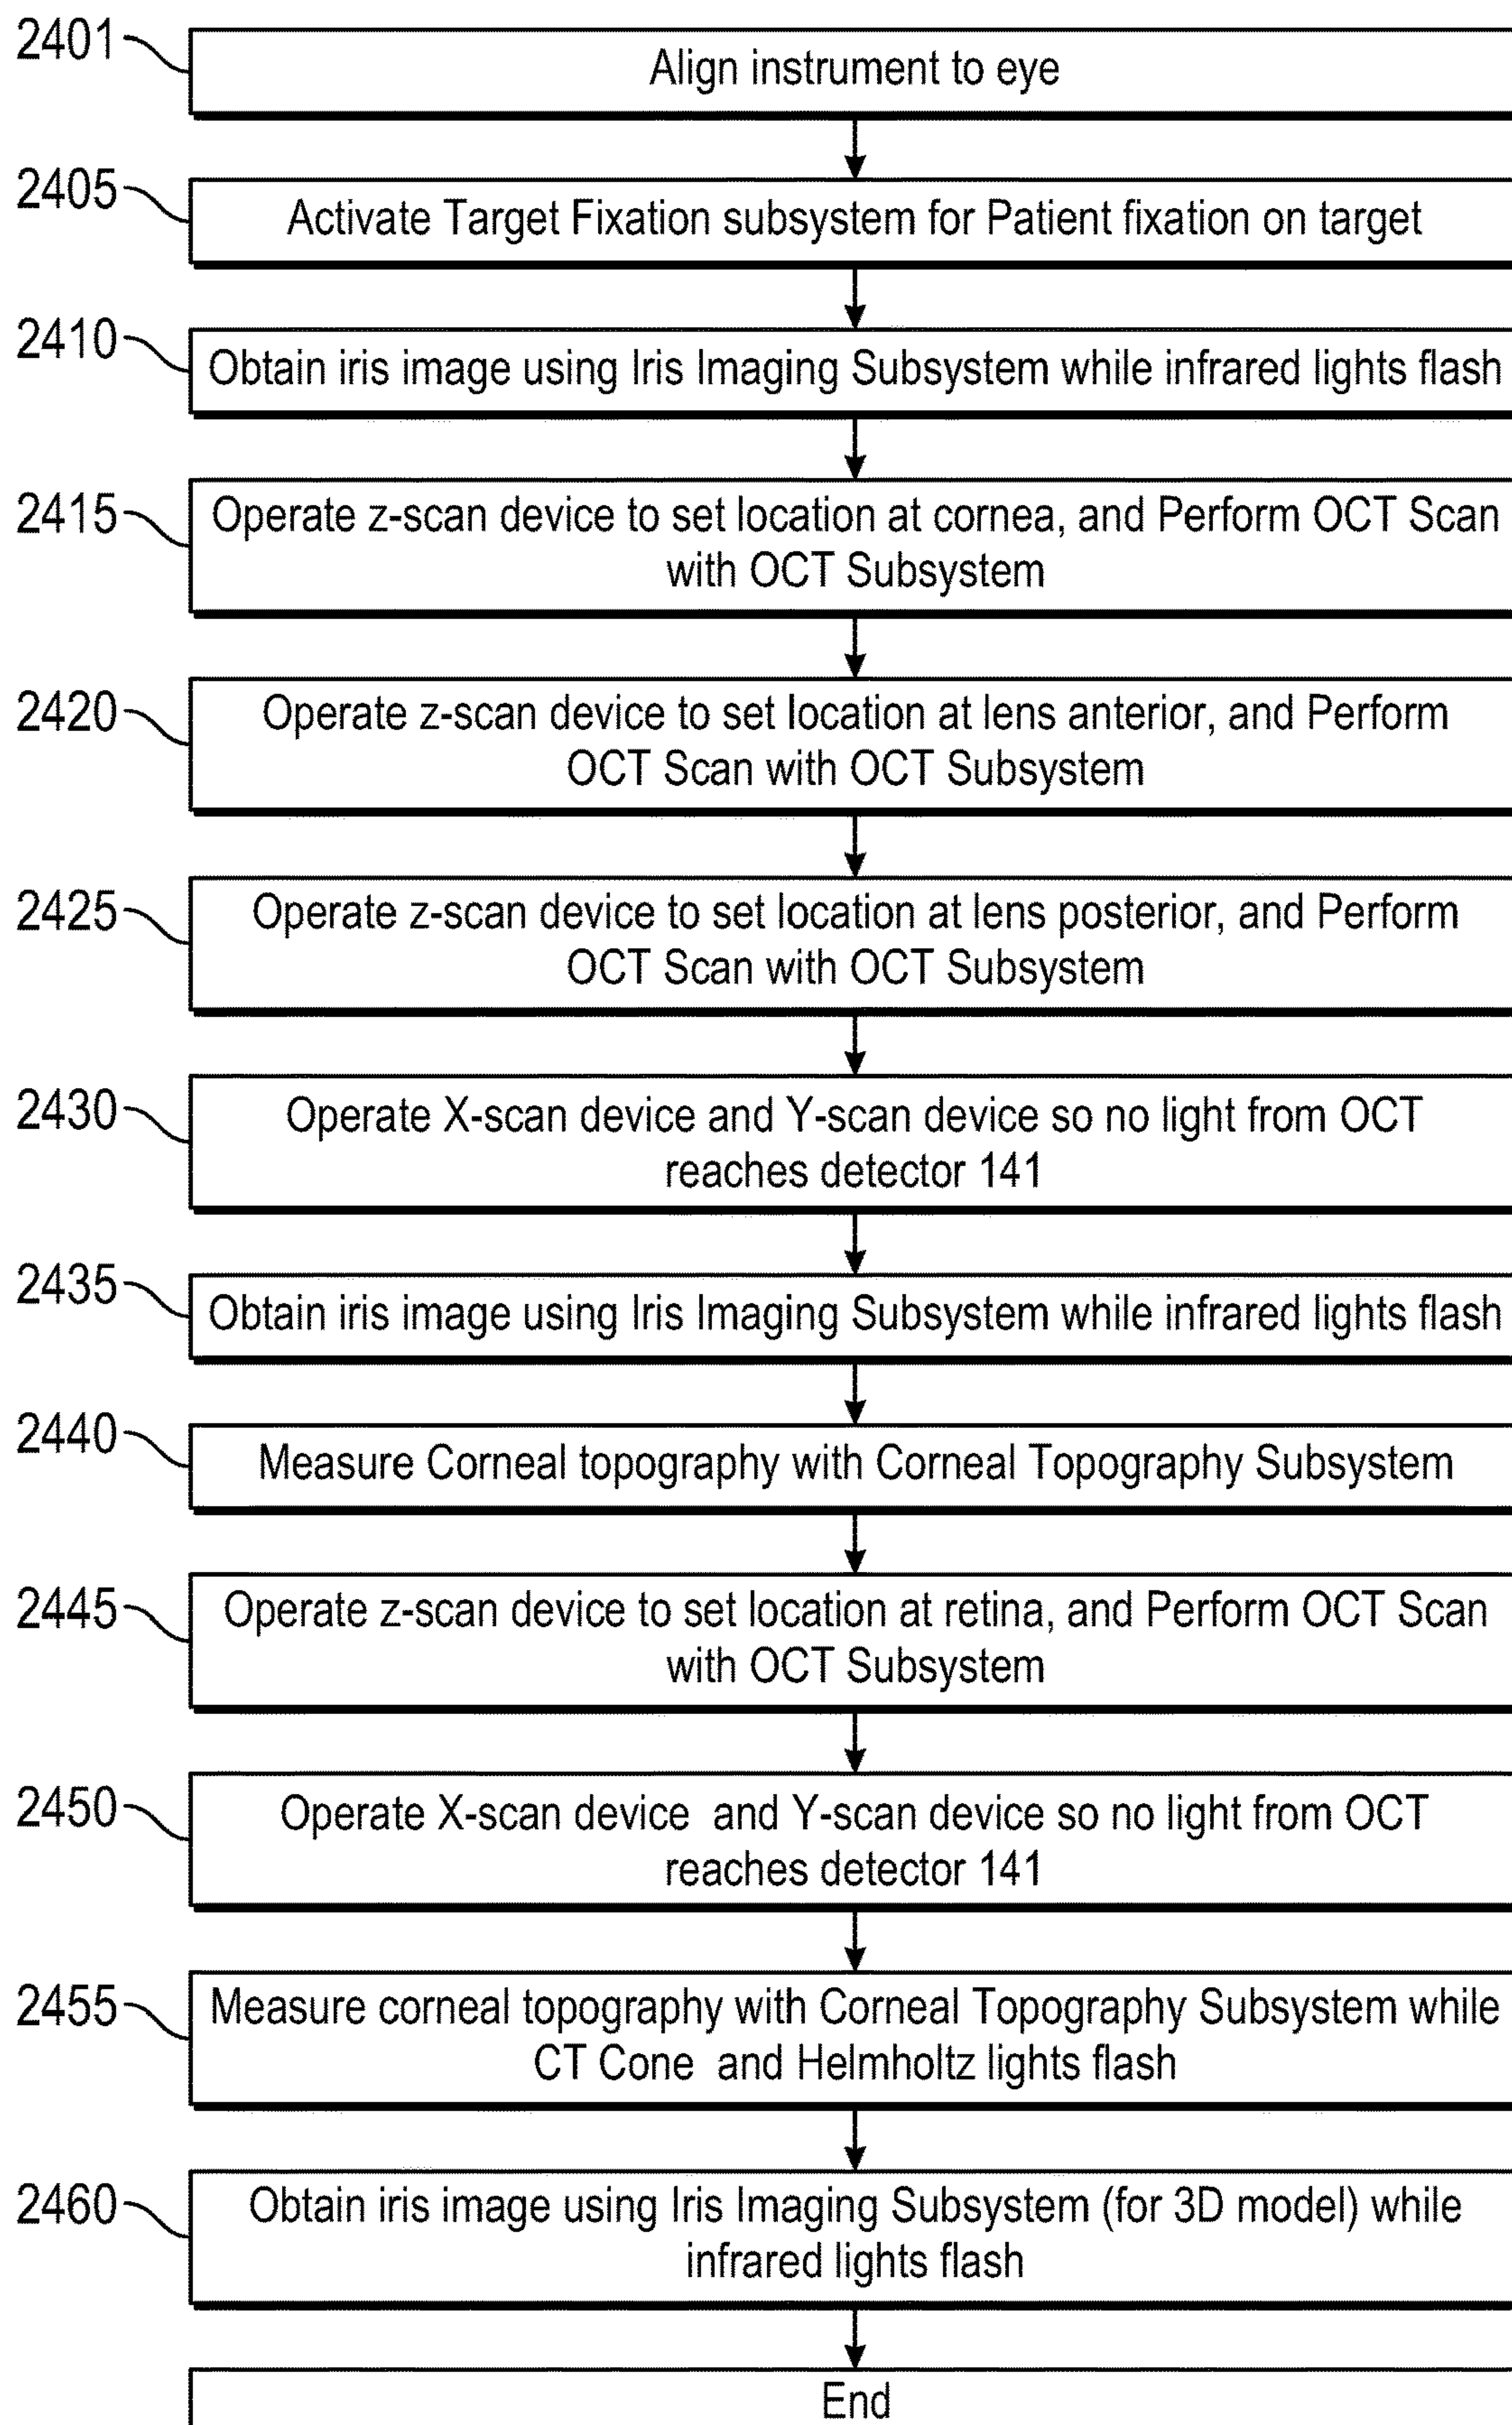 2401
Align instrument to eye
2405
Activate Target Fixation subsystem for Patient fixation on target
2410
Obtain iris image using Iris Imaging Subsystem while infrared lights flash
2415
Operate z-scan device to set location at cornea, and Perform OCT Scan
with OCT Subsystem
2420
Operate z-scan device to set location at lens anterior, and Perform
OCT Scan with OCT Subsystem
2425
Operate z-scan device to set location at lens posterior, and Perform
OCT Scan with OCT Subsystem
2430
Operate X-scan device and Y-scan device so no light from OCT
reaches detector 141
2435
Obtain iris image using Iris Imaging Subsystem while infrared lights flash
2440
Measure Corneal topography with Corneal Topography Subsystem
2445
Operate z-scan device to set location at retina, and Perform OCT Scan
with OCT Subsystem
2450
Operate X-scan device and Y-scan device so no light from OCT
reaches detector 141
2455
Measure corneal topography with Corneal Topography Subsystem while
CT Cone and Helmholtz lights flash
2460
Obtain iris image using Iris Imaging Subsystem (for 3D model) while
infrared lights flash
End